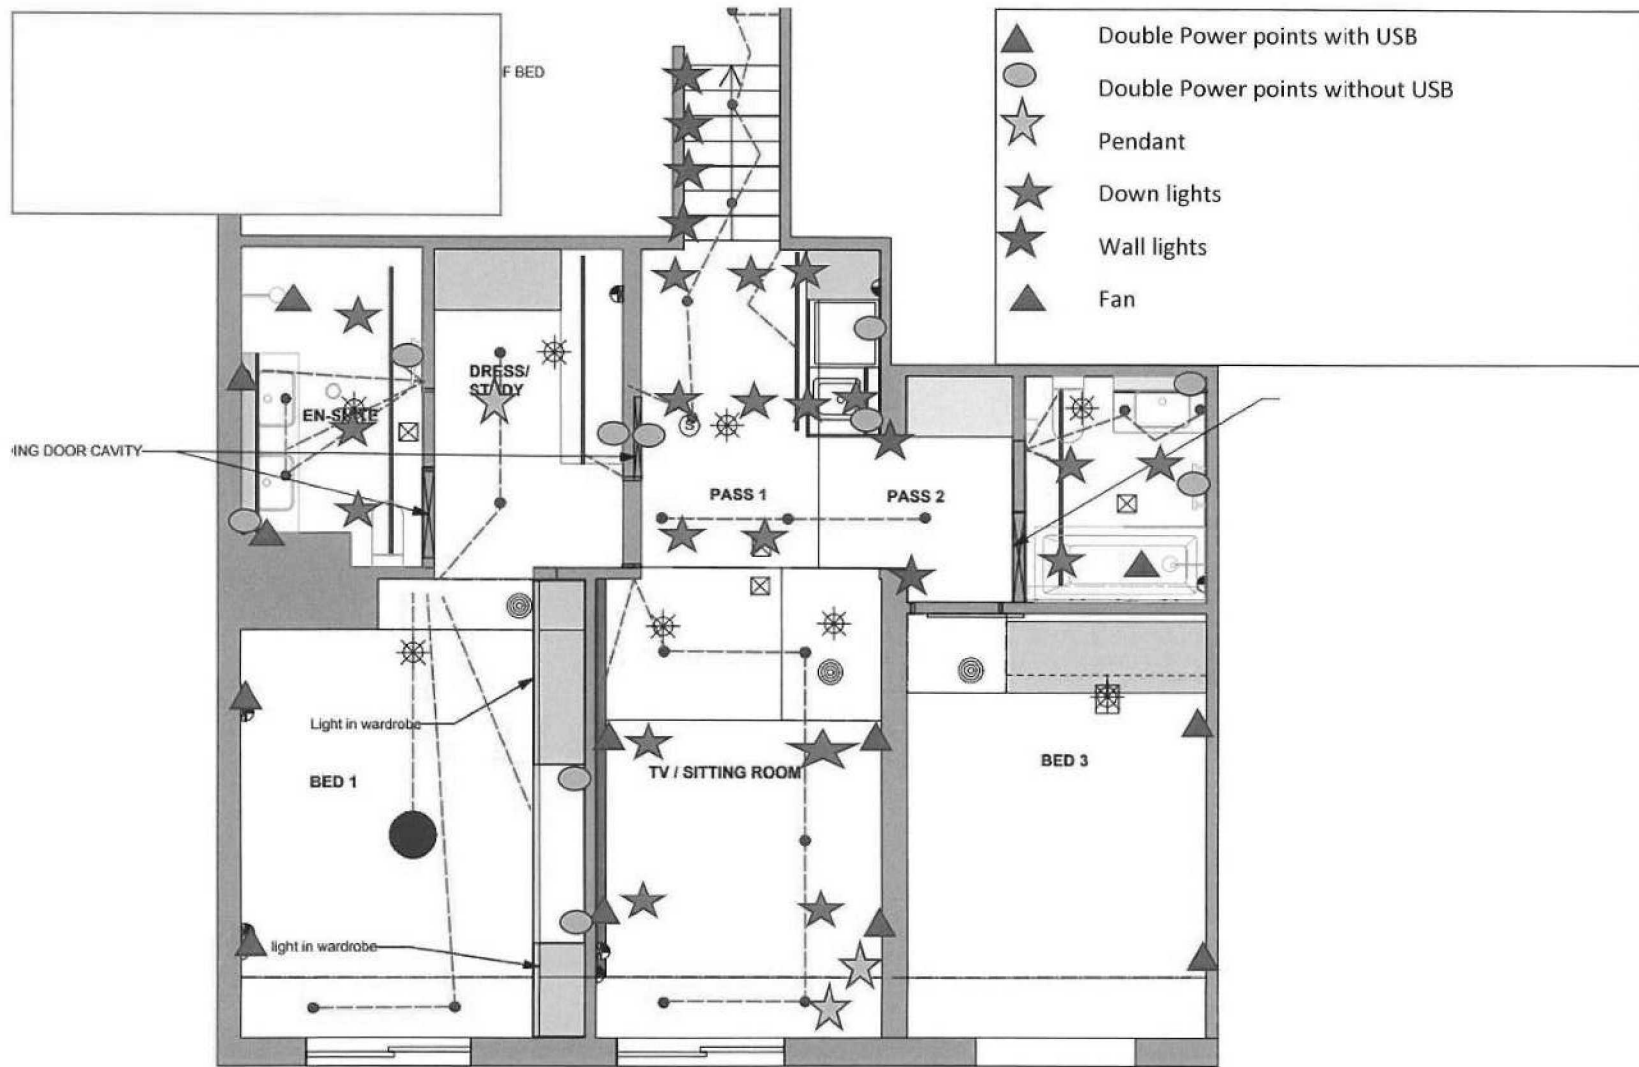 F BED
Double Power points with USB
Double Power points without USB
Pendant
Down lights
Wall lights
Fan
DRESS/
STUDY
EN-SUITE
ING DOOR CAVITY
PASS 1
PASS 2
S
Light in wardrobe
BED 1
TV / SITTING ROOM
BED 3
light in wardrobe